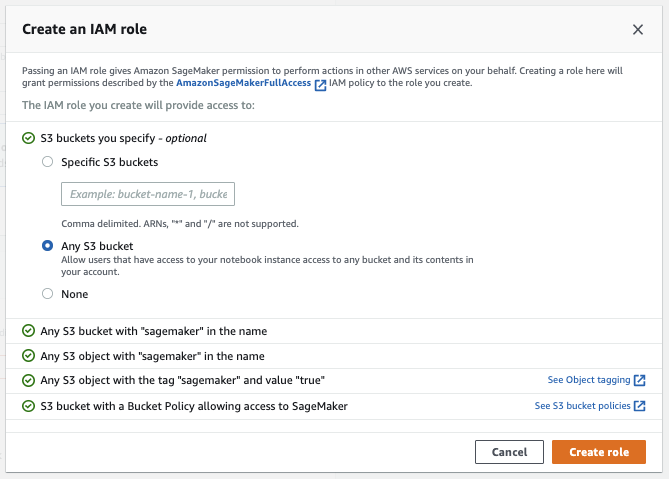 Create an IAM role
Passing an IAM role gives Amazon SageMaker permission to perform actions in other AWS services on your behalf. Creating a role here will
grant permissions described by the AmazonSageMakerFullAccess IAM policy to the role you create.
The IAM role you create will provide access to:
S3 buckets you specify - optional
Specific S3 buckets
Example: bucket-name-1, bucke
Comma delimited. ARNs, "*" and "/" are not supported.
Any S3 bucket
Allow users that have access to your notebook instance access to any bucket and its contents in
your account.
None
Any S3 bucket with "sagemaker" in the name
Any S3 object with "sagemaker" in the name
Any S3 object with the tag "sagemaker" and value "true"
See Object tagging
S3 bucket with a Bucket Policy allowing access to SageMaker
See S3 bucket policies
Cancel
Create role